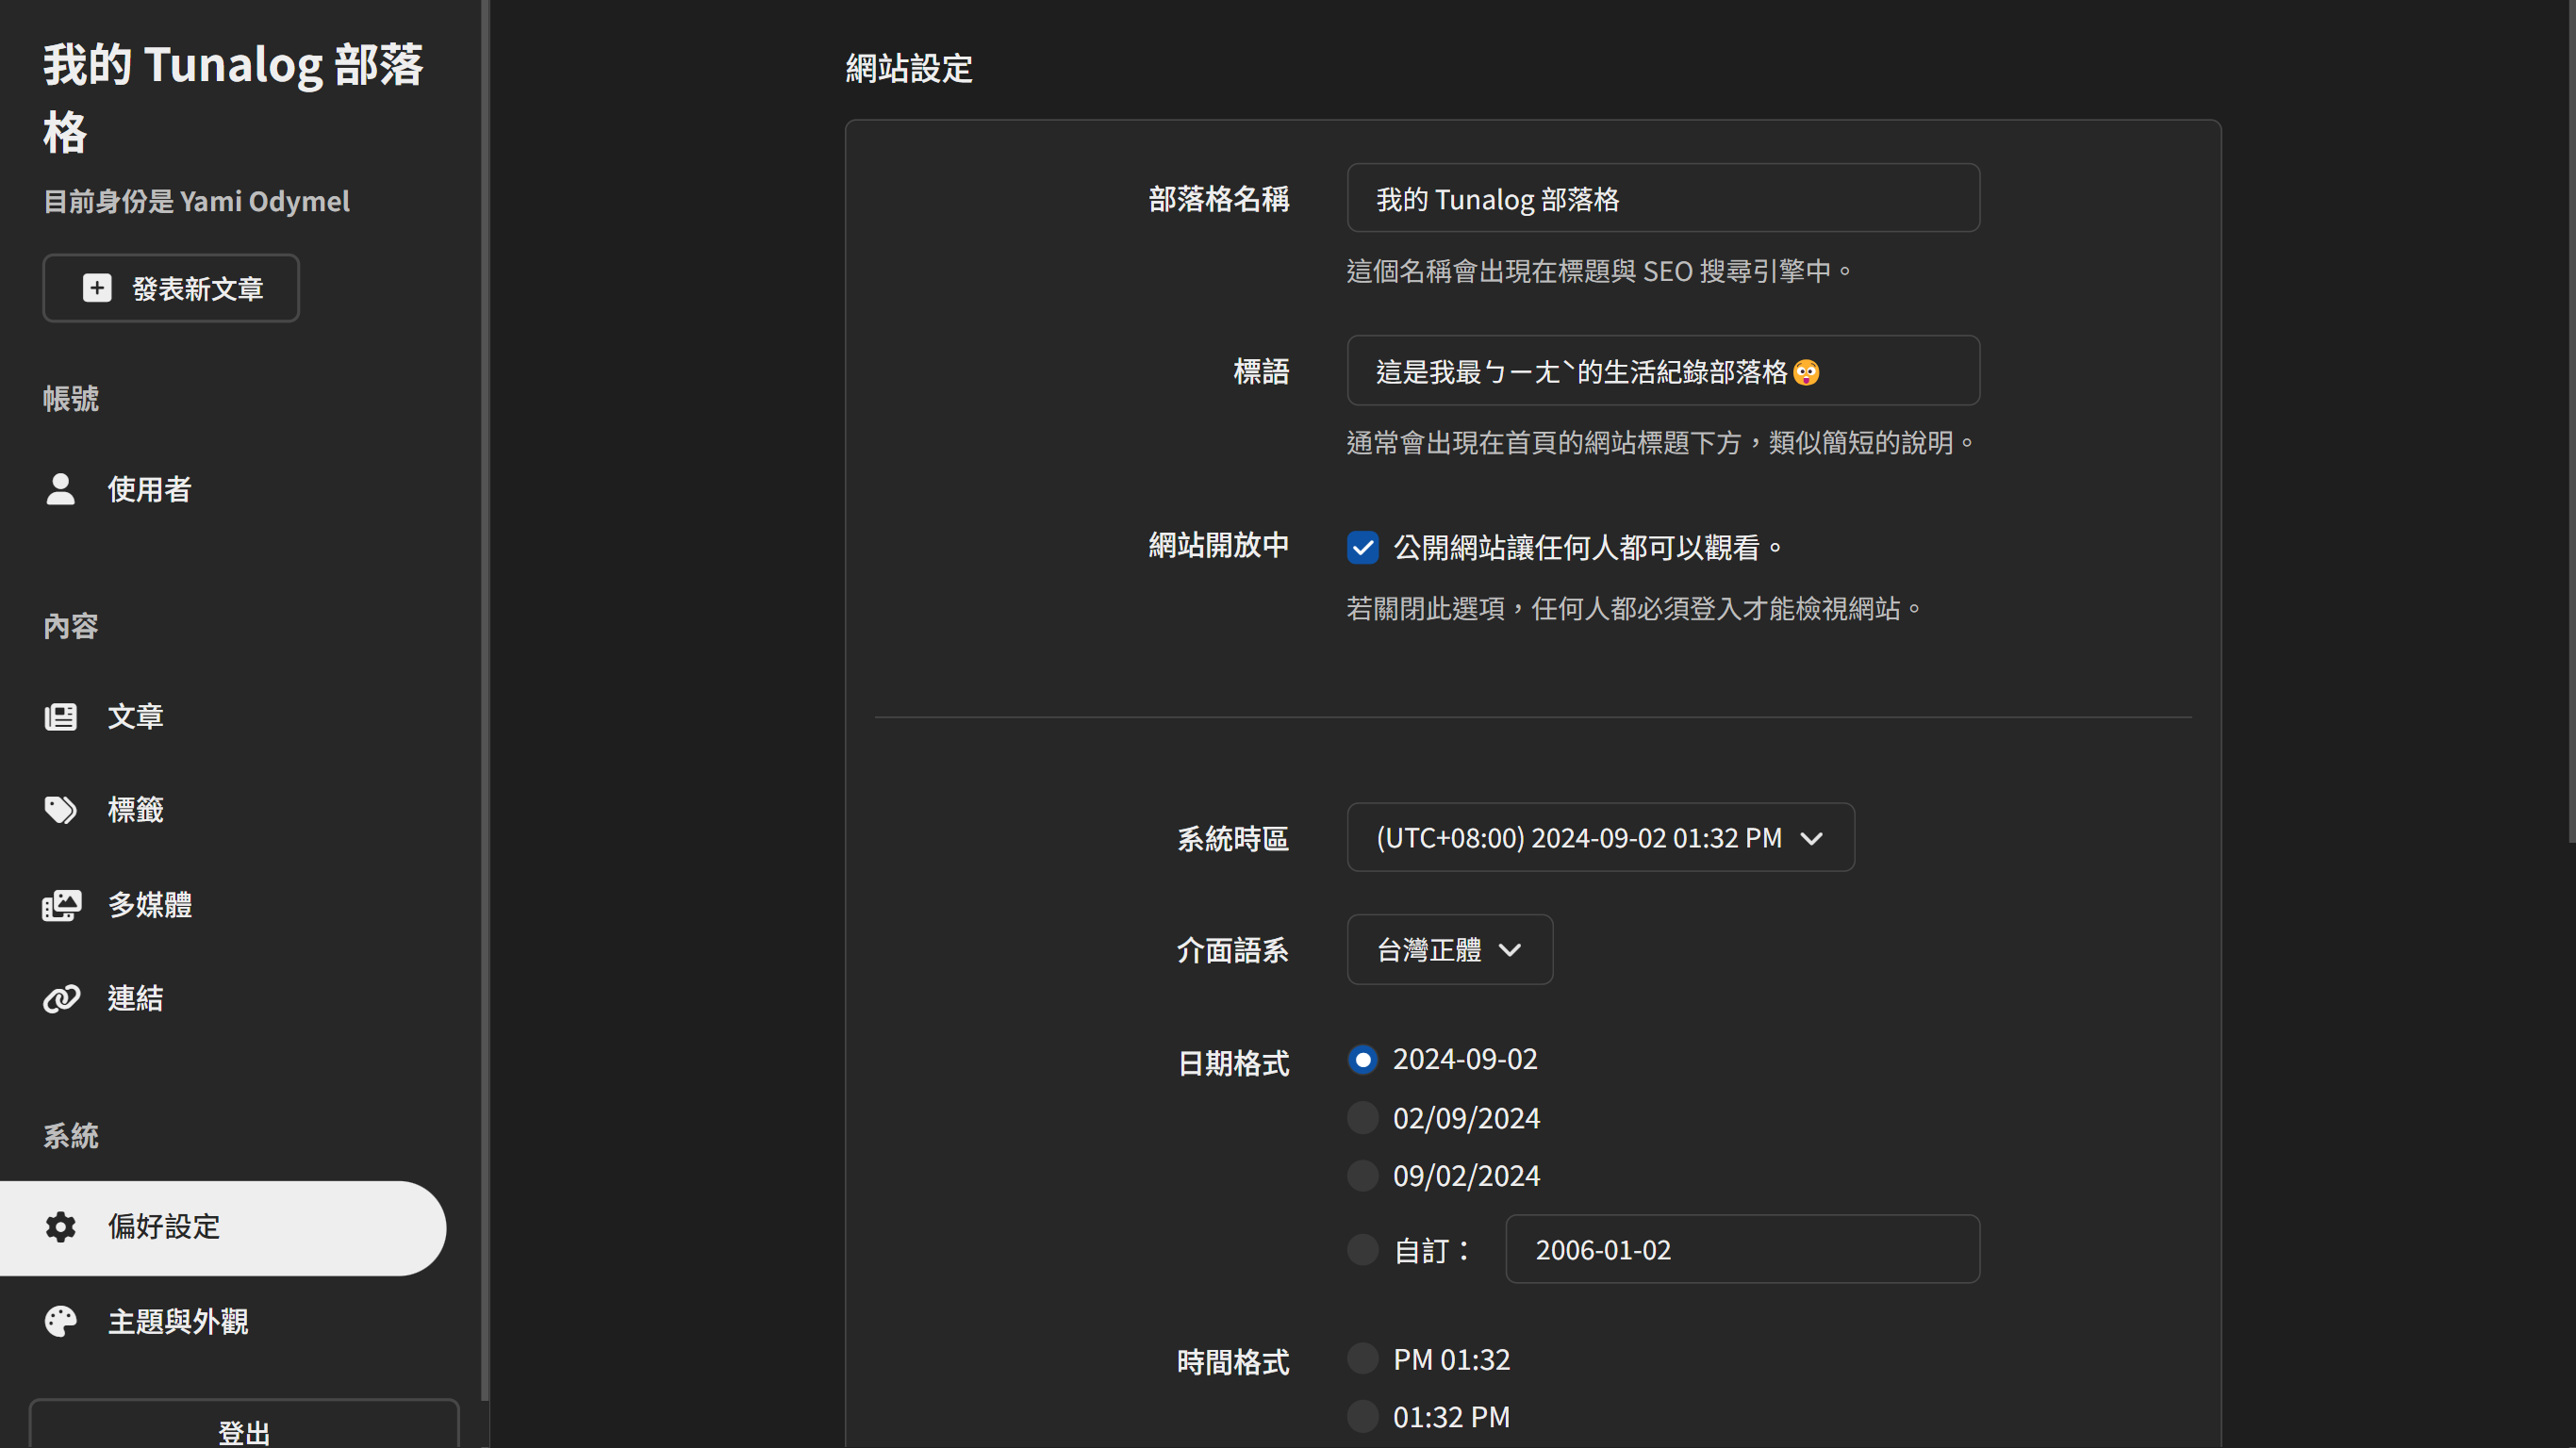 我的 Tunalog 部落
格
目前身份是 Yami Odymel
發表新文章
帳號
使用者
內容
文章
標籤
多媒體
連結
系統
偏好設定
主題與外觀
登出
網站設定
部落格名稱
我的 Tunalog 部落格
這個名稱會出現在標題與 SEO 搜尋引擎中。
標語
這是我最ㄅㄧㄤˋ的生活紀錄部落格😳
通常會出現在首頁的網站標題下方，類似簡短的說明。
網站開放中
公開網站讓任何人都可以觀看。
若關閉此選項，任何人都必須登入才能檢視網站。
系統時區
(UTC+08:00) 2024-09-02 01:32 PM
介面語系
台灣正體
日期格式
2024-09-02
02/09/2024
09/02/2024
自訂：
2006-01-02
時間格式
PM 01:32
01:32 PM